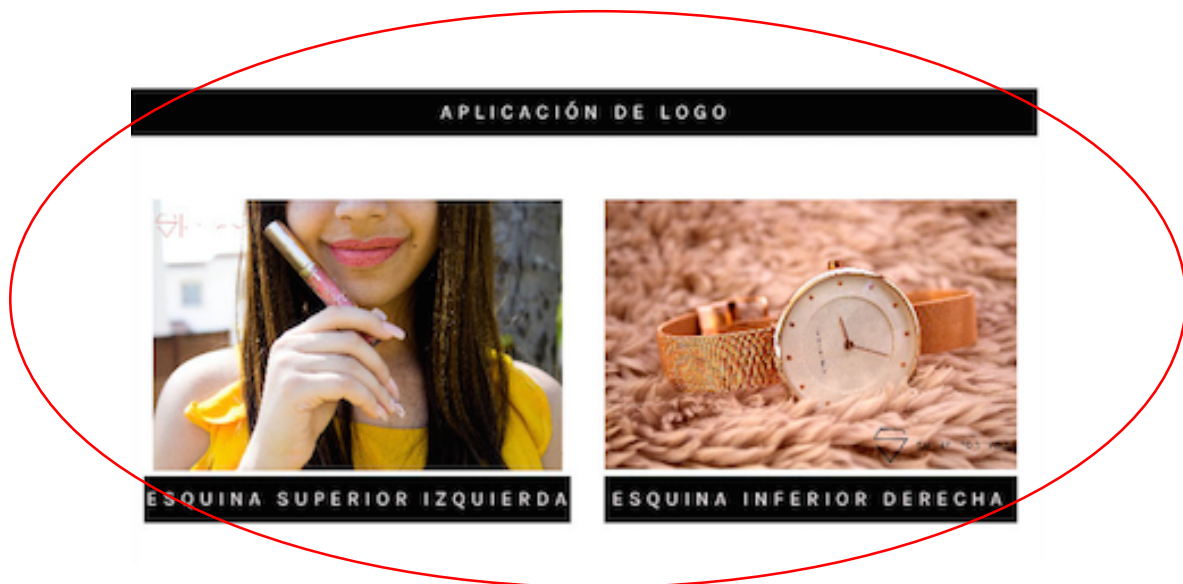 APLICACIÓN DE LOGO
ESQUINA SUPERIOR IZQUIERDA
ESQUINA INFERIOR DERECHA